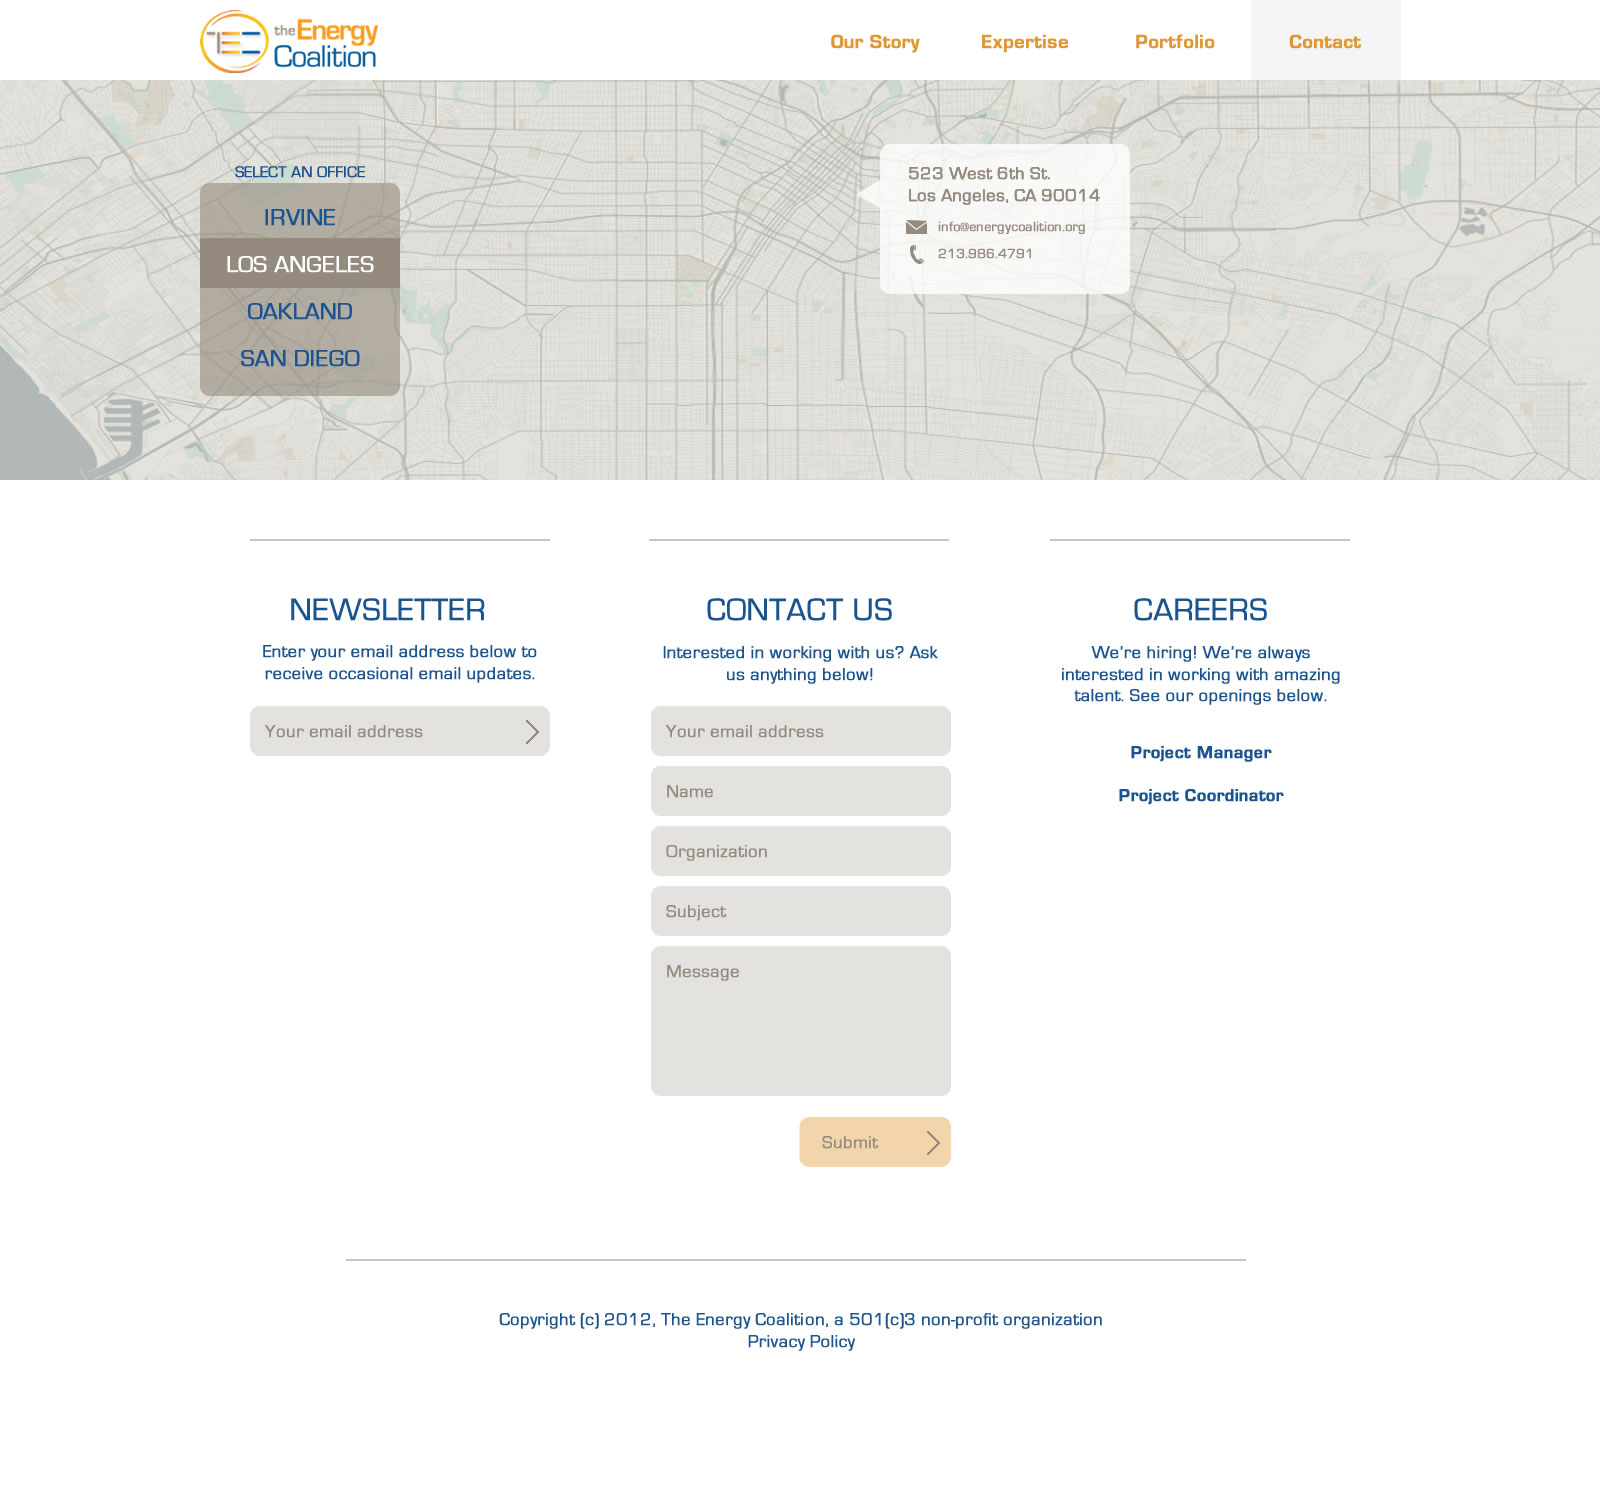 TEC theEnergy
Coalition
Our Story Expertise Portfolio Contact
SELECT AN OFFICE
IRVINE
LOS ANGELES
OAKLAND
SAN DIEGO
523 West 6th St.
Los Angeles, CA 90014
info@energycoalition.org
213.986.4791
NEWSLETTER
Enter your email address below to
receive occasional email updates.
Your email address
CONTACT US
Interested in working with us? Ask
us anything below!
Your email address
Name
Organization
Subject
Message
Submit
CAREERS
We're hiring! We're always
interested in working with amazing
talent. See our openings below.
Project Manager
Project Coordinator
Copyright (c) 2012, The Energy Coalition, a 501(c)3 non-profit organization
Privacy Policy